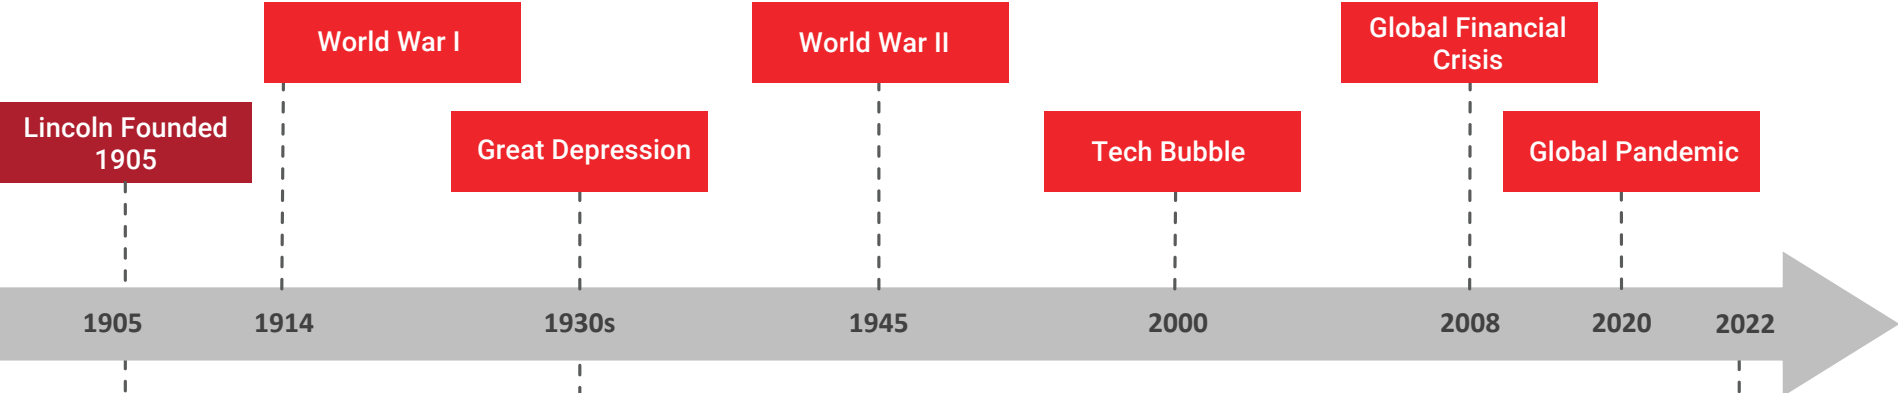 World War I
World War II
Global Financial
Crisis
Lincoln Founded
1905
Great Depression
Tech Bubble
Global Pandemic
1905
1914
1930s
1945
2000
2008
2020
2022